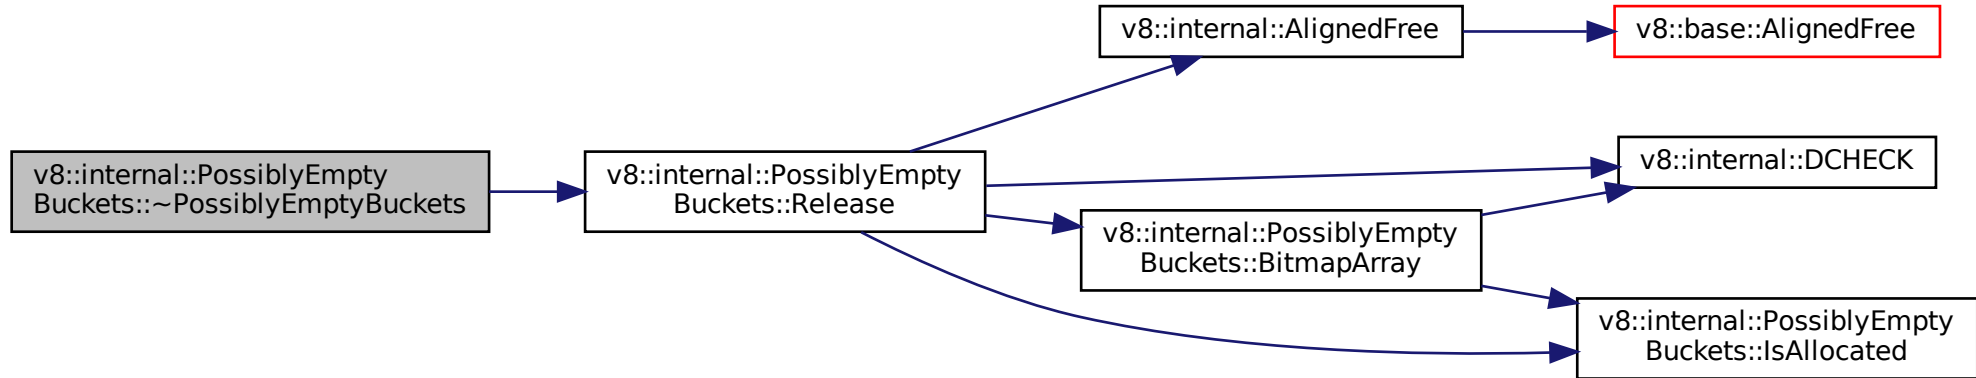 v8::internal::PossiblyEmpty
Buckets::~PossiblyEmptyBuckets
v8::internal::PossiblyEmpty
Buckets::Release
v8::internal::AlignedFree
v8::base::AlignedFree
v8::internal::DCHECK
v8::internal::PossiblyEmpty
Buckets::BitmapArray
v8::internal::PossiblyEmpty
Buckets::IsAllocated